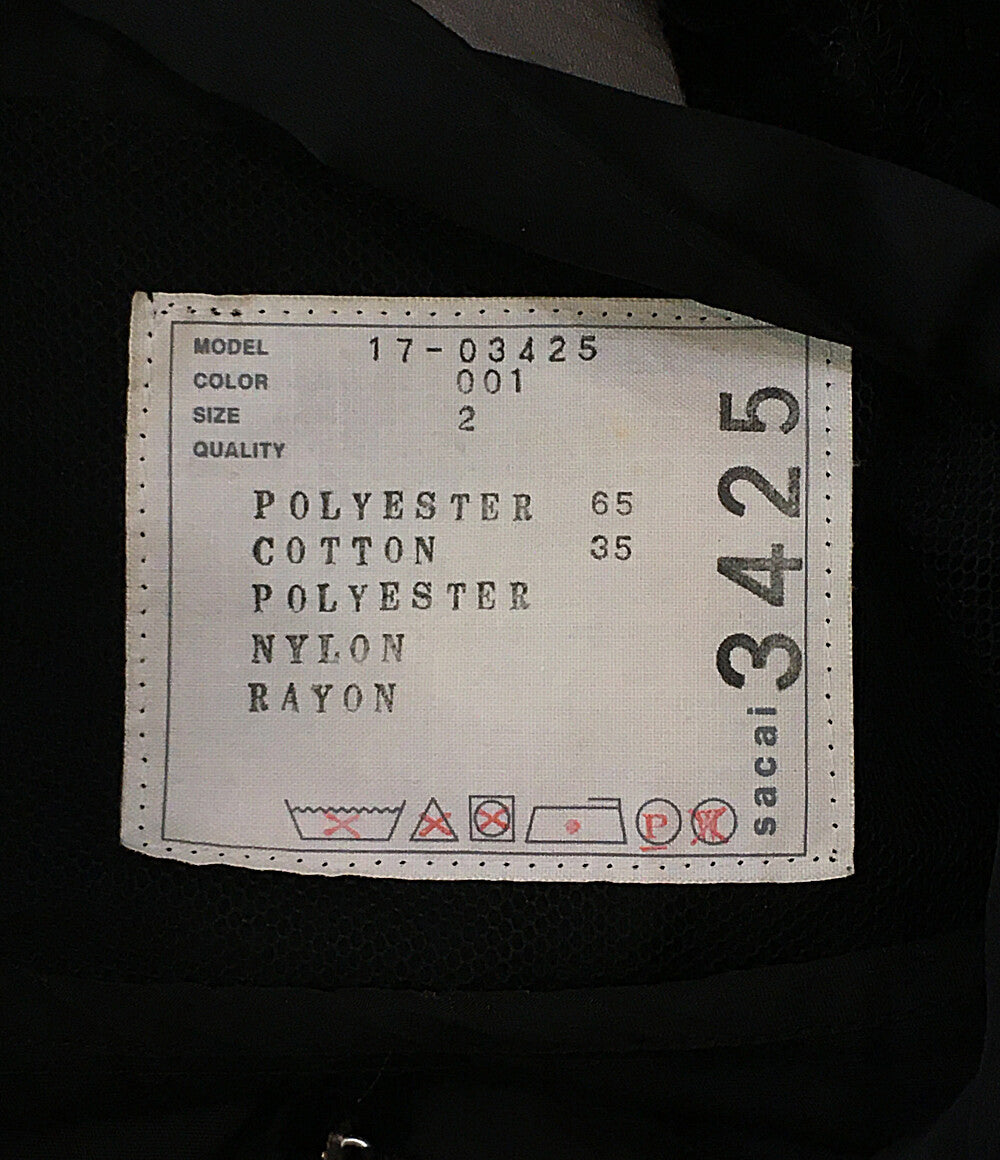 MODEL 17-03425
COLOR 001
SIZE 2
QUALITY
POLYESTER 65
COTTON 35
POLYESTER
NYLON
RAYON
P W
sacai 3425